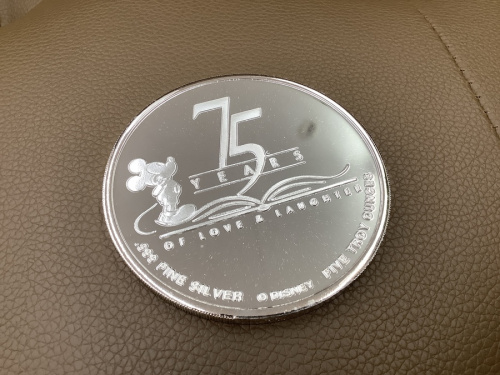 75
YEARS
OF LOVE & LAUGHTER
.999 FINE SILVER © DISNEY FIVE TROY OUNCES